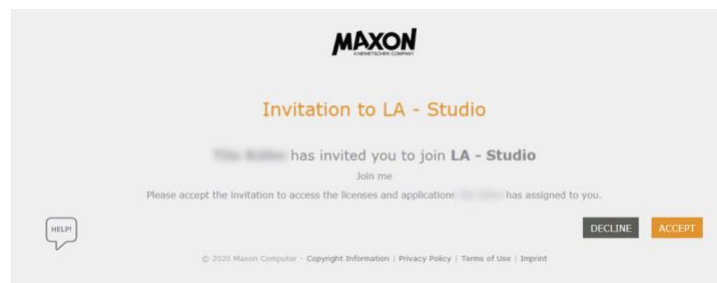 MAXON
A NEMETSCHEK COMPANY
Invitation to LA - Studio
has invited you to join LA - Studio
Join me
Please accept the invitation to access the licenses and applications has assigned to you.
HELP!
DECLINE ACCEPT
© 2020 Maxon Computer - Copyright Information | Privacy Policy | Terms of Use | Imprint